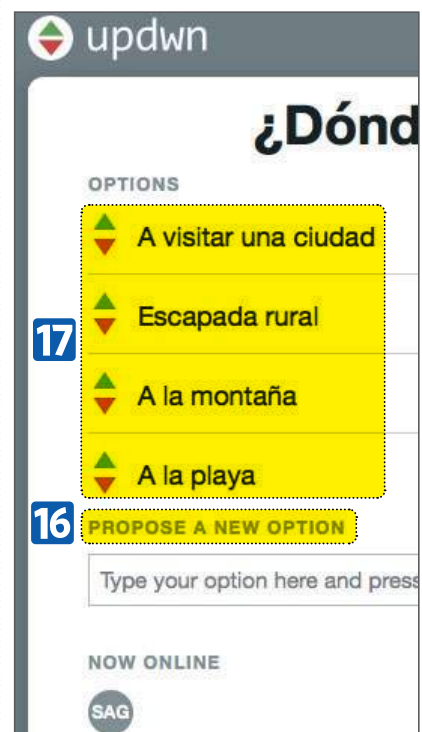 updwn
¿Dónd
OPTIONS
A visitar una ciudad
Escapada rural
17
A la montaña
A la playa
16 PROPOSE A NEW OPTION
Type your option here and press
NOW ONLINE
SAG